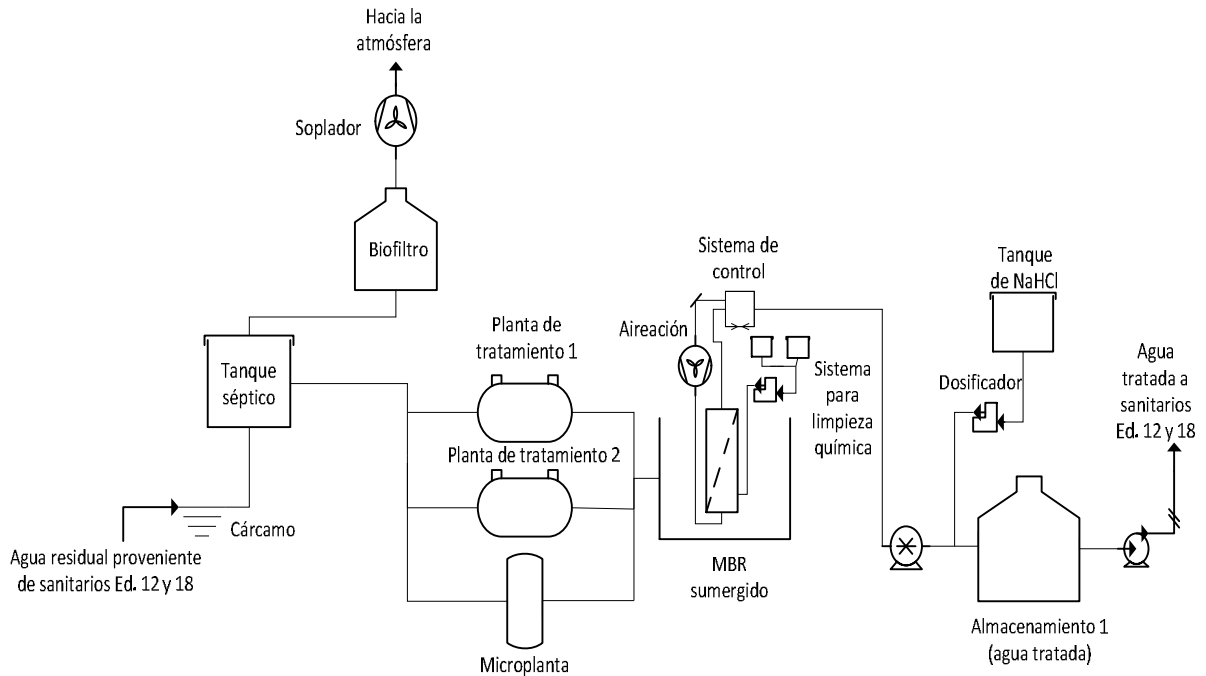 Hacia la
atmósfera
Soplador
Biofiltro
Tanque
séptico
Cárcamo
Agua residual proveniente
de sanitarios Ed. 12 y 18
Planta de
tratamiento 1
Planta de tratamiento 2
Microplanta
Sistema de
control
Aireación
Sistema
para
limpieza
química
MBR
sumergido
Tanque
de NaHCl
Dosificador
Agua
tratada a
sanitarios
Ed. 12 y 18
Almacenamiento 1
(agua tratada)